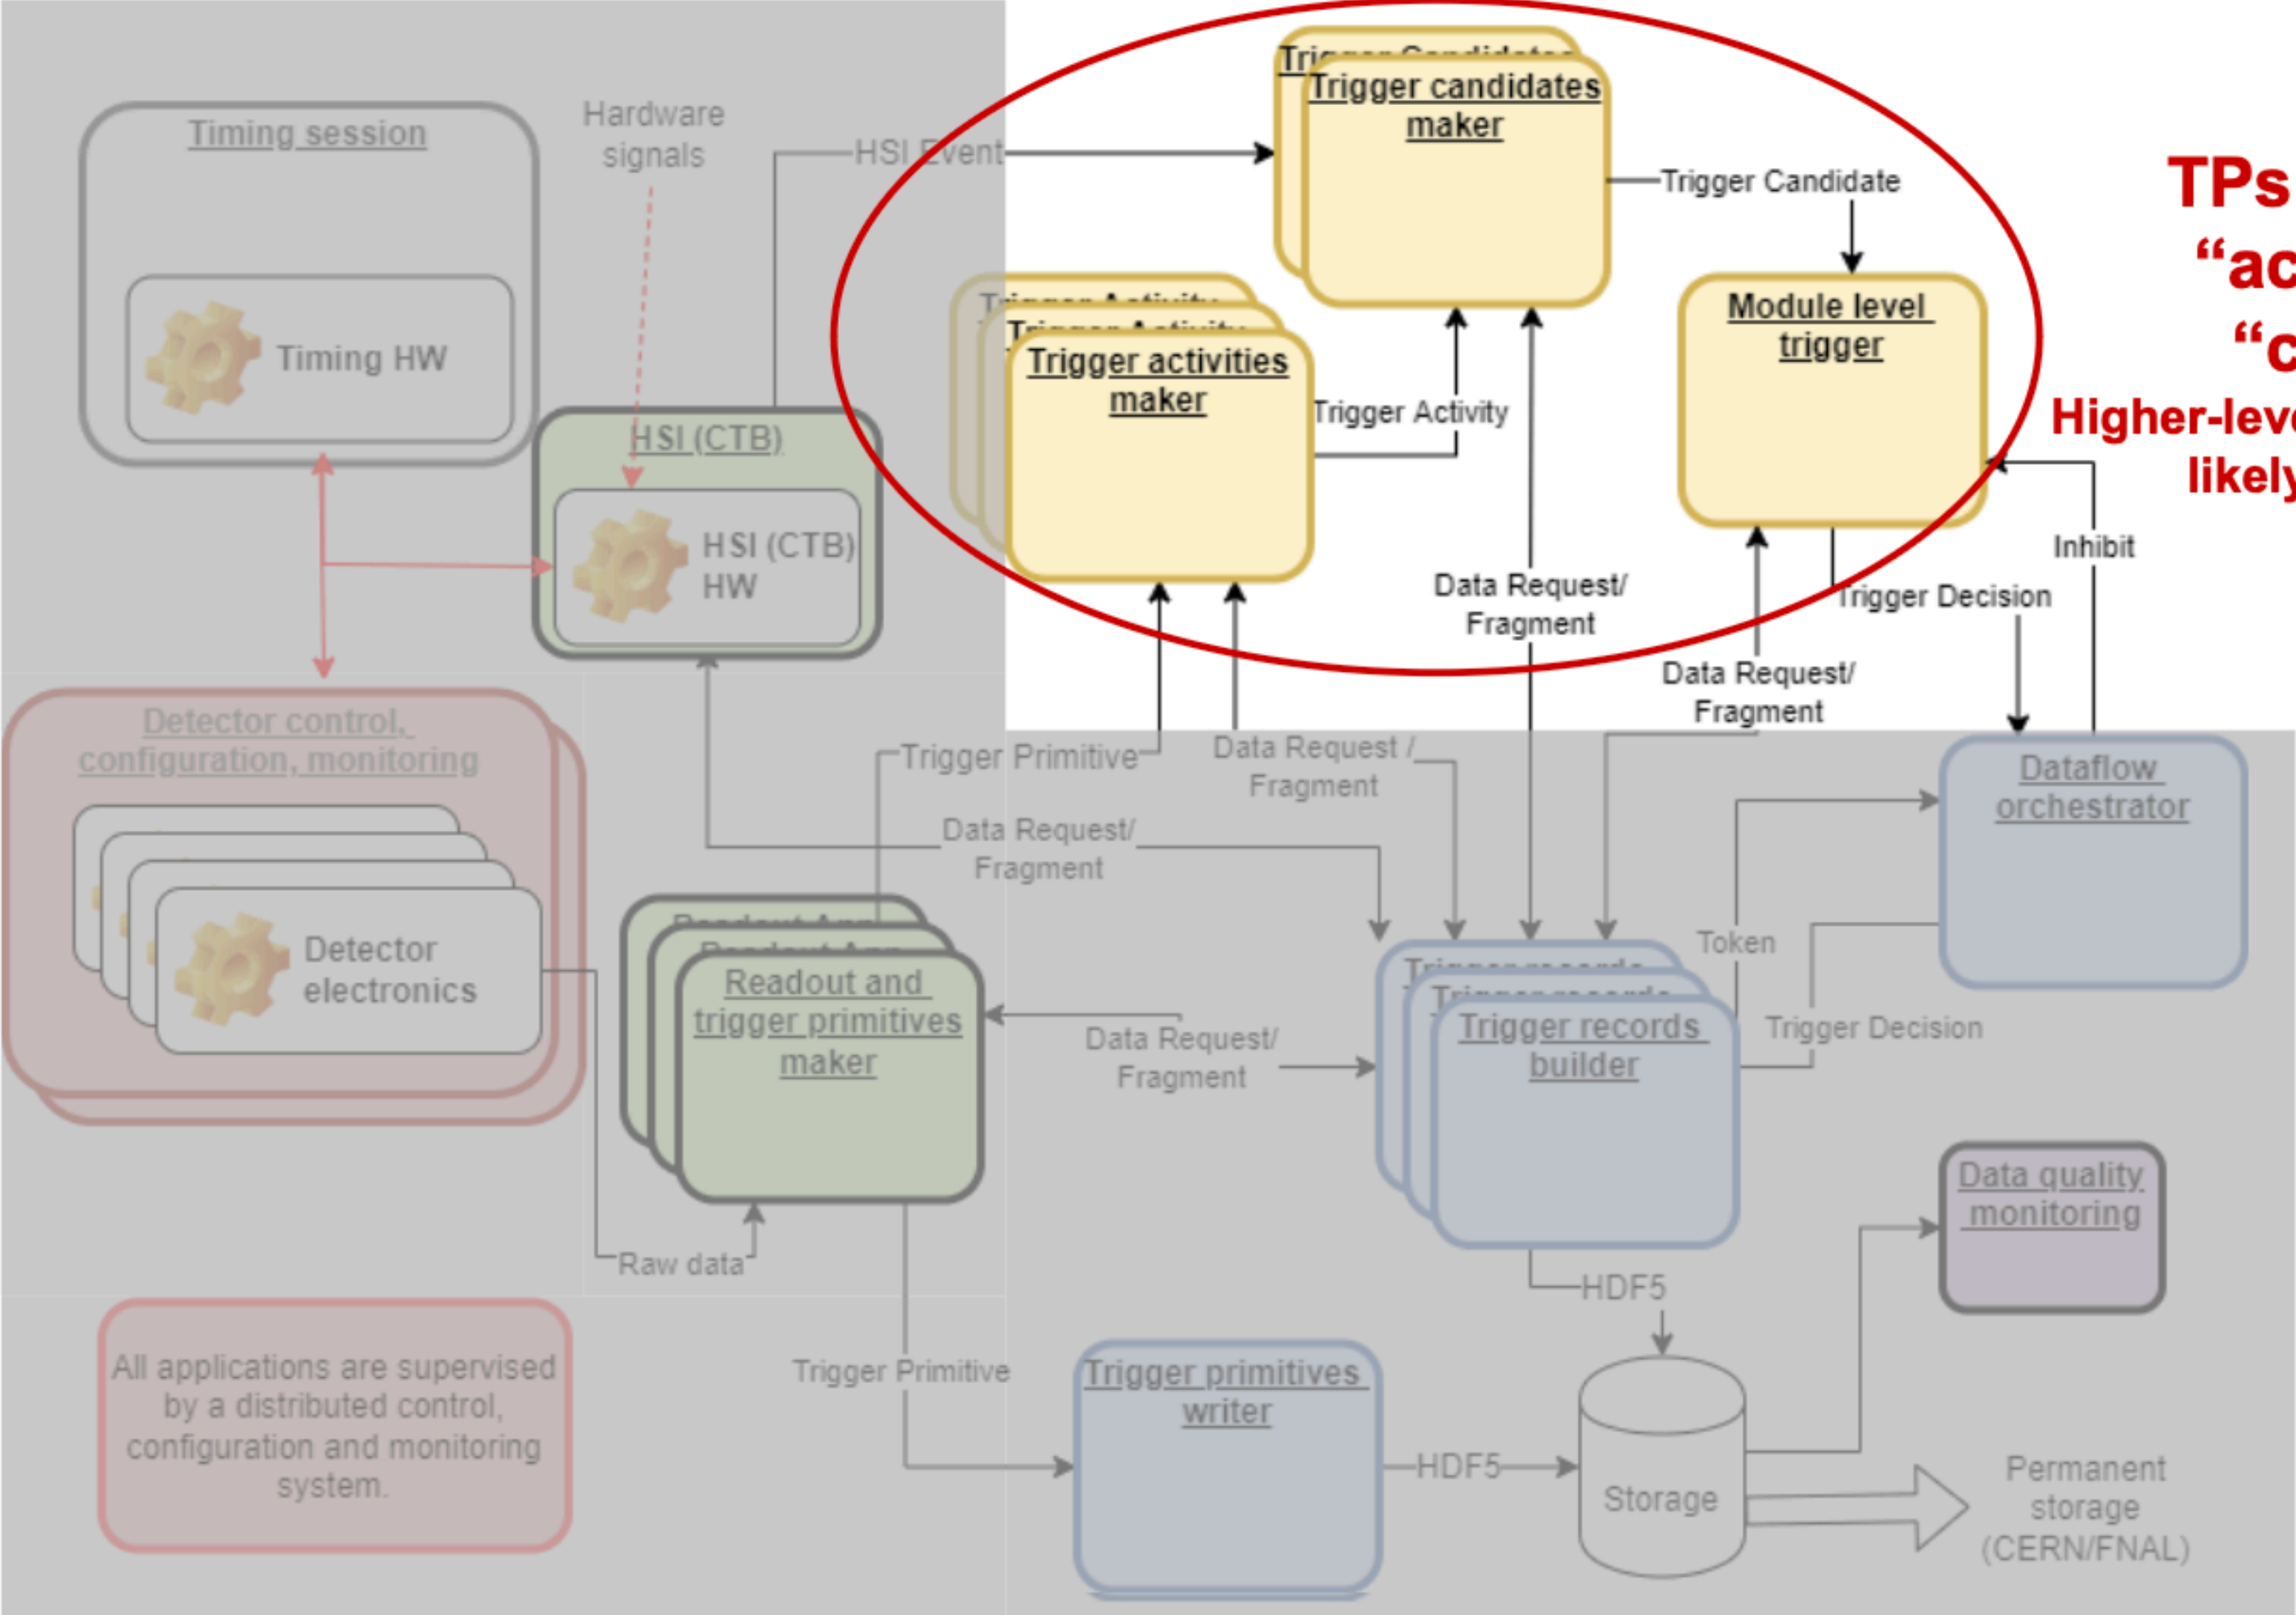 Trigger candidates
maker
Timing session
Hardware
signals
HSI Event
Trigger Candidate
TPs
Timing HW
Trigger activities
maker
Module level
trigger
Trigger Activity
HSI (CTB)
HSI (CTB)
HW
Data Request/
Fragment
Inhibit
Trigger Decision
Data Request/
Fragment
likely
Detector control,
configuration, monitoring
Trigger Primitive
Data Request /
Fragment
Dataflow
orchestrator
Data Request/
Fragment
Detector
electronics
Readout and
trigger primitives
maker
Data Request/
Fragment
Trigger records
builder
Token
Trigger Decision
Data quality
monitoring
Raw data
HDF5
All applications are supervised
by a distributed control,
configuration and monitoring
system.
Trigger Primitive
Trigger primitives
writer
HDF5
Storage
Permanent
storage
(CERN/FNAL)